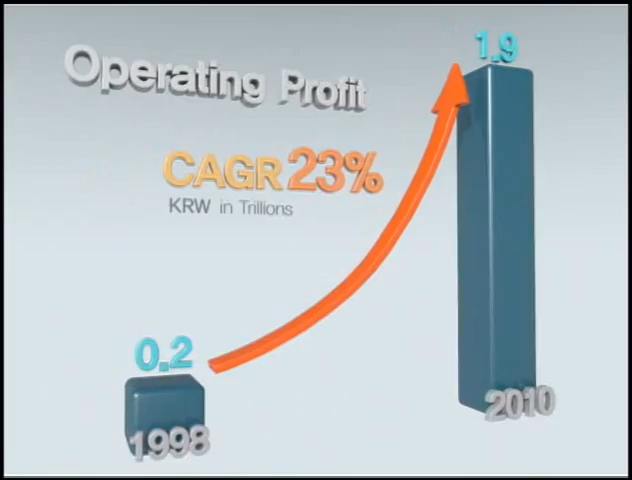 Operating Profit
CAGR 23%
KRW in Trillions
0.2
1998
1.9
2010